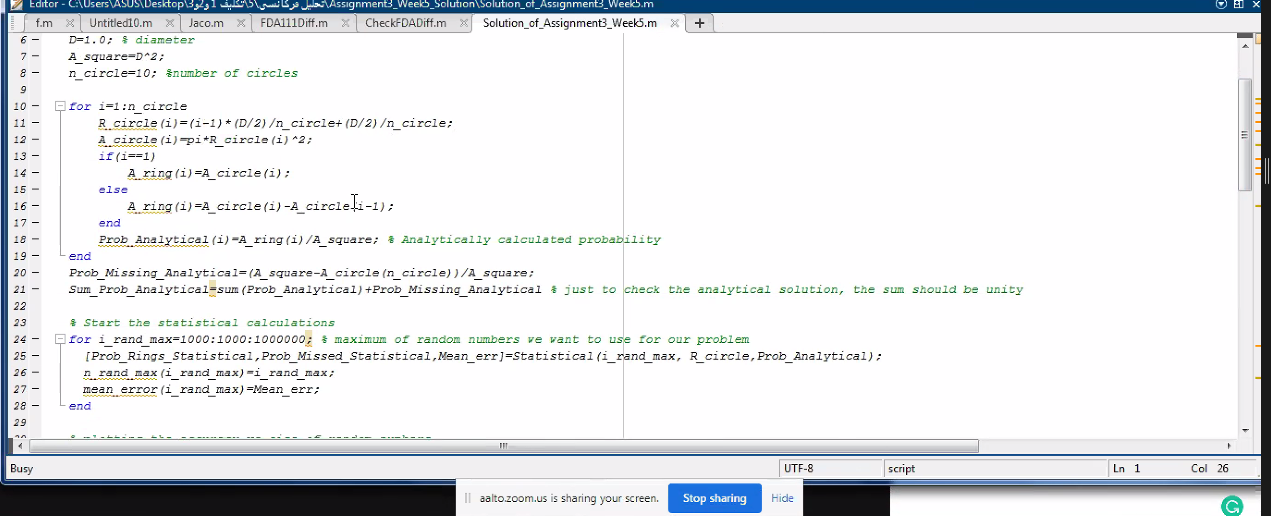 Editor - C:\Users\ASUS\Desktop\تحلیل فرکانسی\5\تکلیف 1 و2و3\Assignment3_Week5_Solution\Solution_of_Assignment3_Week5.m
f.m Untitled10.m Jaco.m FDA111Diff.m CheckFDADiff.m Solution_of_Assignment3_Week5.m +
6 - D=1.0; % diameter
7 - A_square=D^2;
8 - n_circle=10; %number of circles
9
10 - for i=1:n_circle
11 - R_circle(i)=(i-1)*(D/2)/n_circle+(D/2)/n_circle;
12 - A_circle(i)=pi*R_circle(i)^2;
13 - if(i==1)
14 - A_ring(i)=A_circle(i);
15 - else
16 - A_ring(i)=A_circle(i)-A_circle(i-1);
17 - end
18 - Prob_Analytical(i)=A_ring(i)/A_square; % Analytically calculated probability
19 - end
20 - Prob_Missing_Analytical=(A_square-A_circle(n_circle))/A_square;
21 - Sum_Prob_Analytical=sum(Prob_Analytical)+Prob_Missing_Analytical % just to check the analytical solution, the sum should be unity
22
23 % Start the statistical calculations
24 - for i_rand_max=1000:1000:1000000; % maximum of random numbers we want to use for our problem
25 - [Prob_Rings_Statistical,Prob_Missed_Statistical,Mean_err]=Statistical(i_rand_max, R_circle,Prob_Analytical);
26 - n_rand_max(i_rand_max)=i_rand_max;
27 - mean_error(i_rand_max)=Mean_err;
28 - end
29
Busy UTF-8 script Ln 1 Col 26
aalto.zoom.us is sharing your screen. Stop sharing Hide